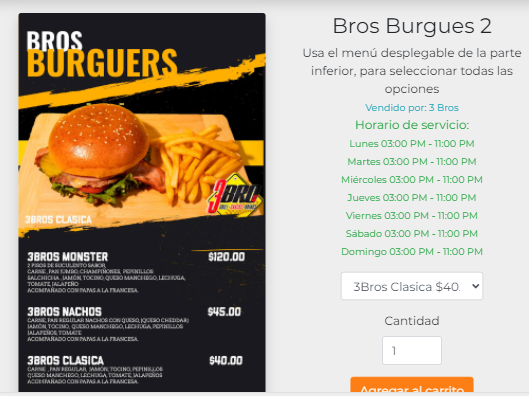 BROS
BURGUERS
3BRO
3BROS CLASICA
3BROS MONSTER $120.00
2 PISOS DE SUCULENTO SABOR,
CARNE, PAN JUMBO, CHAMPIÑONES, PEPINILLOS
SALCHICHA, JAMÓN, TOCINO, QUESO MANCHEGO, LECHUGA,
TOMATE, JALAPEÑO
ACOMPAÑADO CON PAPAS A LA FRANCESA.
3BROS NACHOS $45.00
CARNE, PAN REGULAR NACHOS CON QUESO, (QUESO CHEDDAR)
JAMÓN, TOCINO, QUESO MANCHEGO, LECHUGA, PEPINILLOS
JALAPEÑOS, TOMATE
ACOMPAÑADO CON PAPAS A LA FRANCESA.
3BROS CLASICA $40.00
CARNE, PAN REGULAR, JAMÓN, TOCINO, PEPINILLOS
QUESO MANCHEGO, LECHUGA, TOMATE, JALAPEÑOS
ACOMPAÑADO CON PAPAS A LA FRANCESA.
Bros Burgues 2
Usa el menú desplegable de la parte
inferior, para seleccionar todas las
opciones
Vendido por: 3 Bros
Horario de servicio:
Lunes 03:00 PM - 11:00 PM
Martes 03:00 PM - 11:00 PM
Miércoles 03:00 PM - 11:00 PM
Jueves 03:00 PM - 11:00 PM
Viernes 03:00 PM - 11:00 PM
Sábado 03:00 PM - 11:00 PM
Domingo 03:00 PM - 11:00 PM
3Bros Clasica $40
Cantidad
1
Agregar al carrito